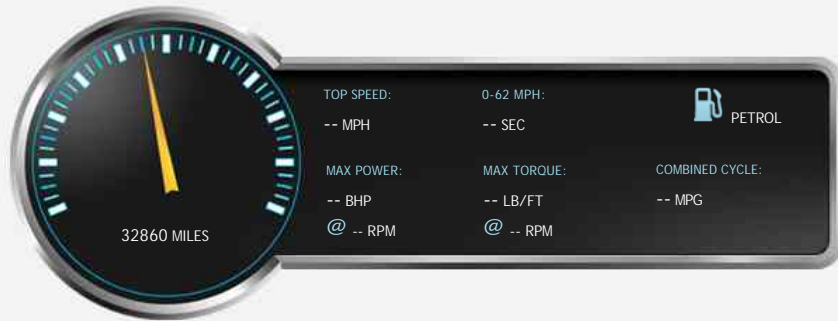 32860 MILES
TOP SPEED:
-- MPH
0-62 MPH:
-- SEC
PETROL
MAX POWER:
-- BHP
@ -- RPM
MAX TORQUE:
-- LB/FT
@ -- RPM
COMBINED CYCLE:
-- MPG